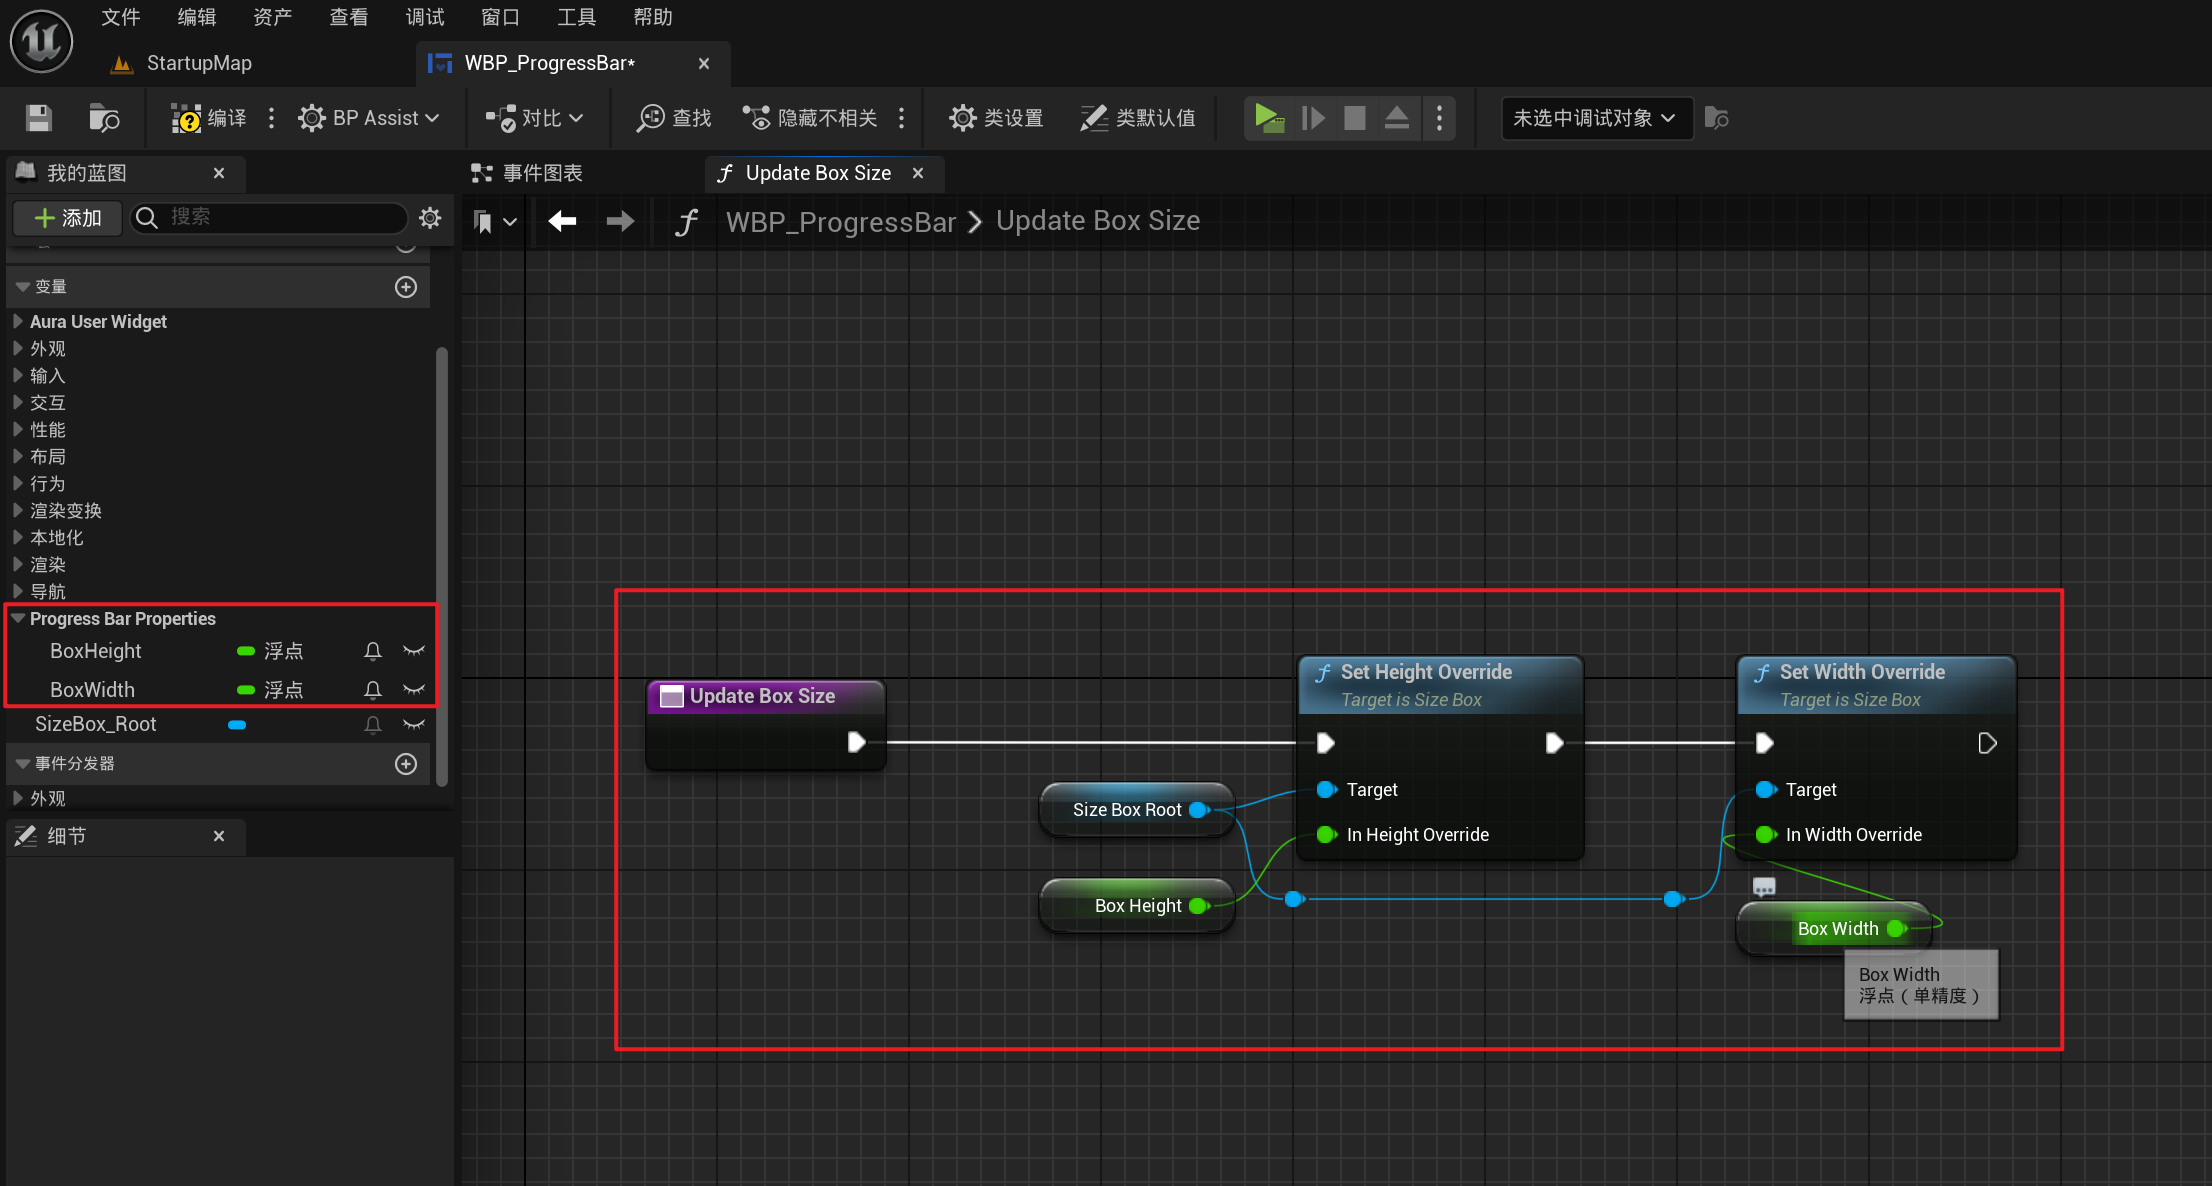 文件 编辑 资产 查看 调试 窗口 工具 帮助
StartupMap WBP_ProgressBar*
编译 BP Assist 对比 查找 隐藏不相关 类设置 类默认值 未选中调试对象
我的蓝图
事件图表 Update Box Size
添加 搜索
WBP_ProgressBar Update Box Size
变量
Aura User Widget
外观
输入
交互
性能
布局
行为
渲染变换
本地化
渲染
导航
Progress Bar Properties
BoxHeight 浮点
BoxWidth 浮点
SizeBox_Root
事件分发器
外观
细节
Update Box Size
Set Height Override
Target is Size Box
Target
In Height Override
Size Box Root
Box Height
Set Width Override
Target is Size Box
Target
In Width Override
Box Width
Box Width
浮点（单精度）